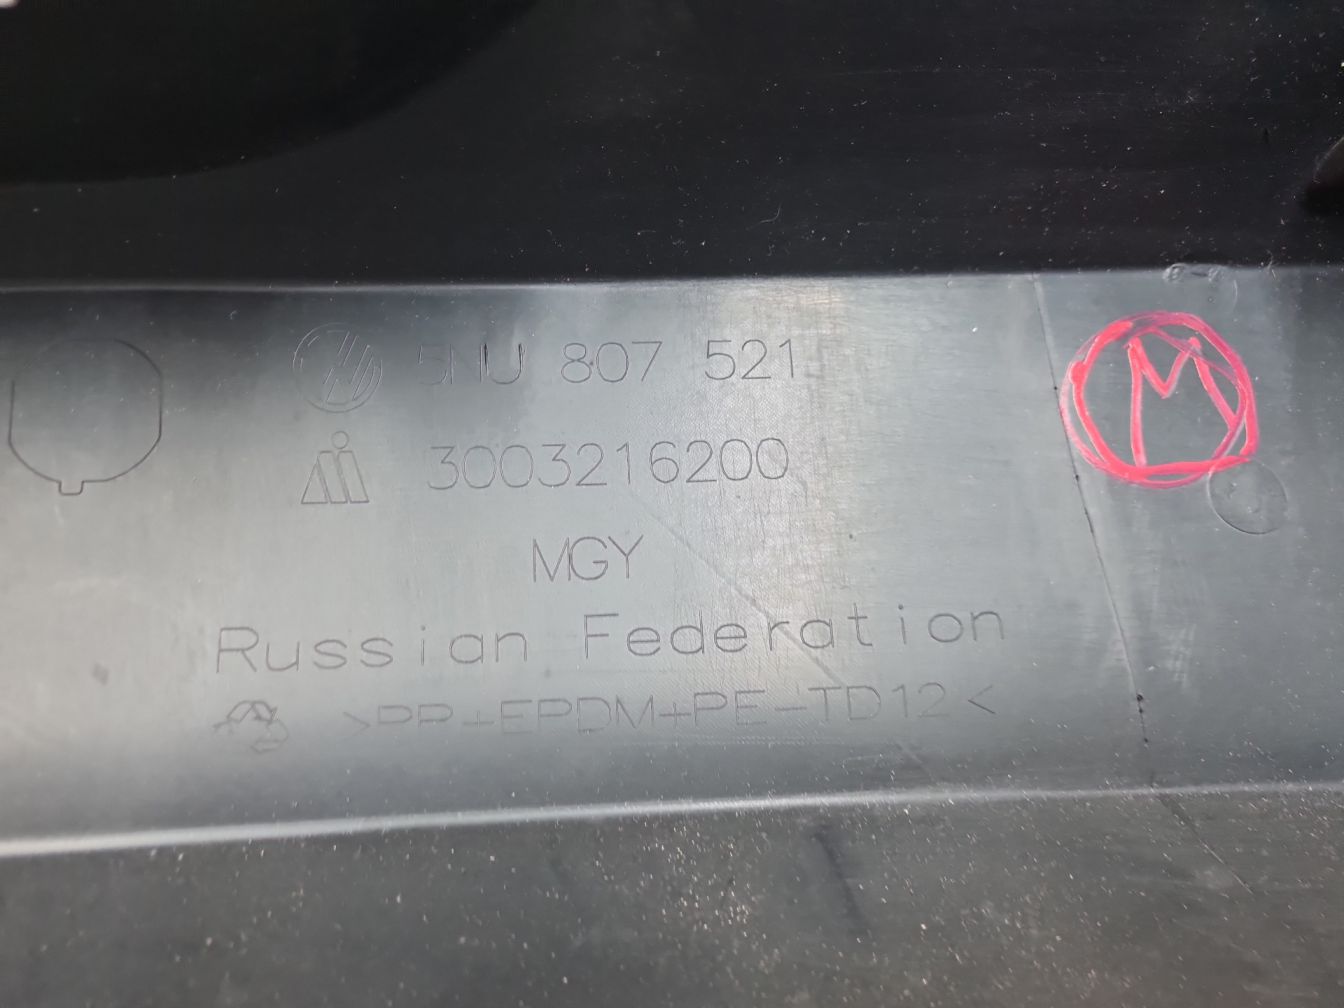 5NU 807 521
M
3003216200
MGY
Russian Federation
>PP+EPDM+PE-TD12<